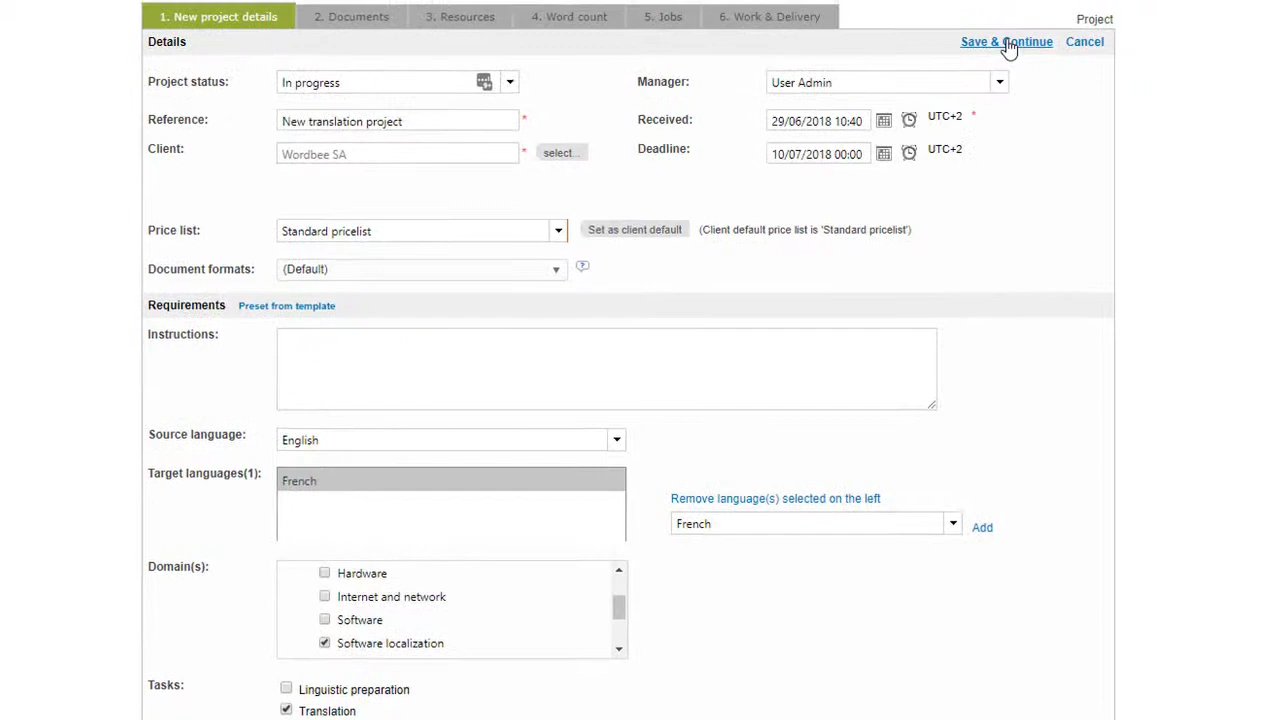 1. New project details 2. Documents 3. Resources 4. Word count 5. Jobs 6. Work & Delivery
Project
Details Save & Continue Cancel
Project status: In progress Manager: User Admin
Reference: New translation project * Received: 29/06/2018 10:40 UTC+2 *
Client: Wordbee SA * select... Deadline: 10/07/2018 00:00 UTC+2
Price list: Standard pricelist Set as client default (Client default price list is 'Standard pricelist')
Document formats: (Default)
Requirements Preset from template
Instructions:
Source language: English
Target languages(1): French
Remove language(s) selected on the left
French Add
Domain(s): Hardware
Internet and network
Software
Software localization
Tasks: Linguistic preparation
Translation